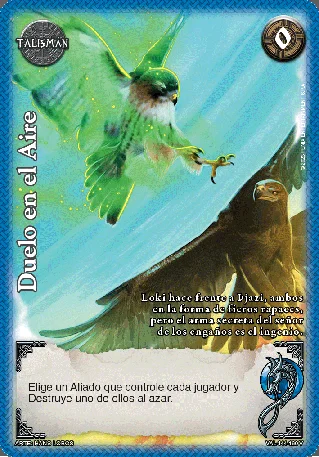 TALISMAN
0
Duelo en el Aire
Loki hace frente a Djazi, ambos
en la forma de fieros rapaces,
pero el arma secreta del señor
de los engaños es el ingenio.
Elige un Aliado que controle cada jugador y
Destruye uno de ellos al azar.